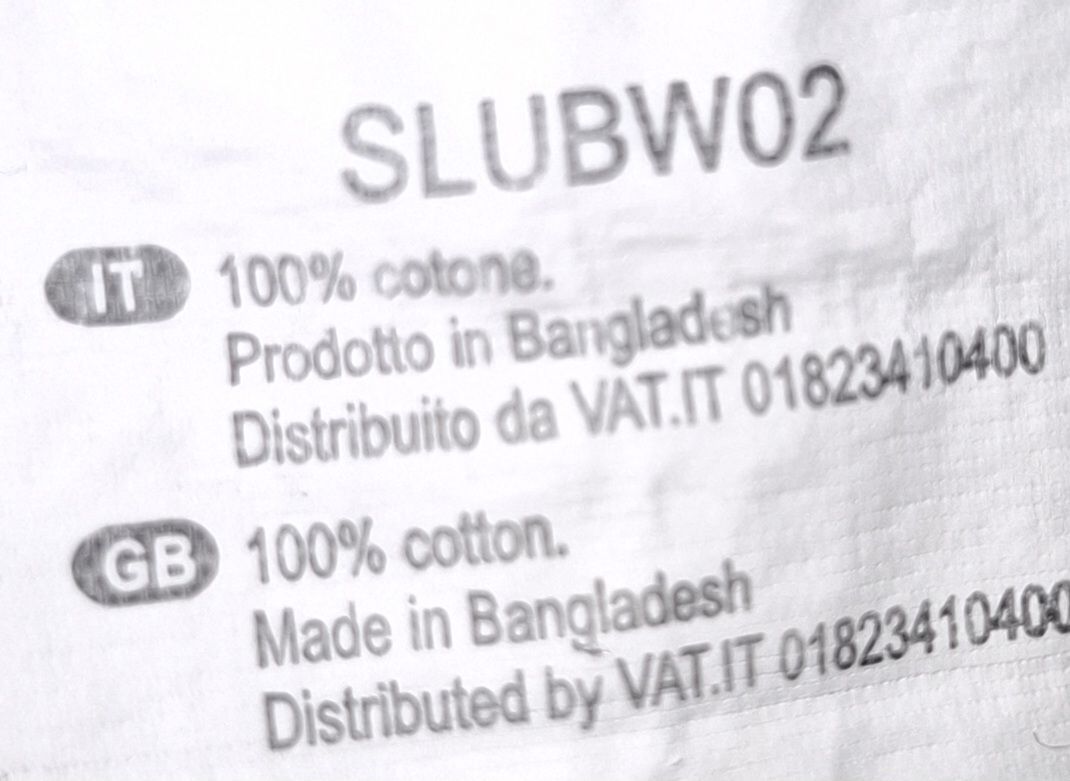 SLUBW02
IT 100% cotone.
Prodotto in Bangladesh
Distribuito da VAT.IT 01823410400
GB 100% cotton.
Made in Bangladesh
Distributed by VAT.IT 01823410400